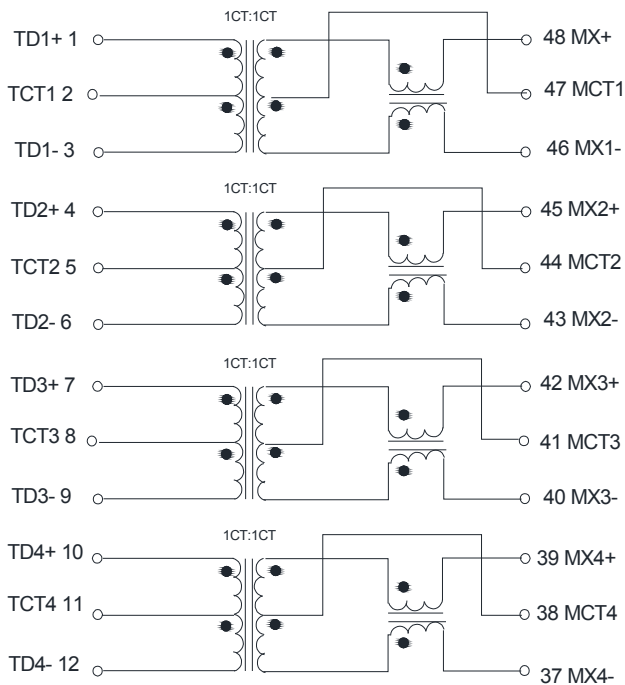 1CT:1CT
TD1+ 1
48 MX+
TCT1 2
47 MCT1
TD1- 3
46 MX1-
1CT:1CT
TD2+ 4
45 MX2+
TCT2 5
44 MCT2
TD2- 6
43 MX2-
1CT:1CT
TD3+ 7
42 MX3+
TCT3 8
41 MCT3
TD3- 9
40 MX3-
1CT:1CT
TD4+ 10
39 MX4+
TCT4 11
38 MCT4
TD4- 12
37 MX4-